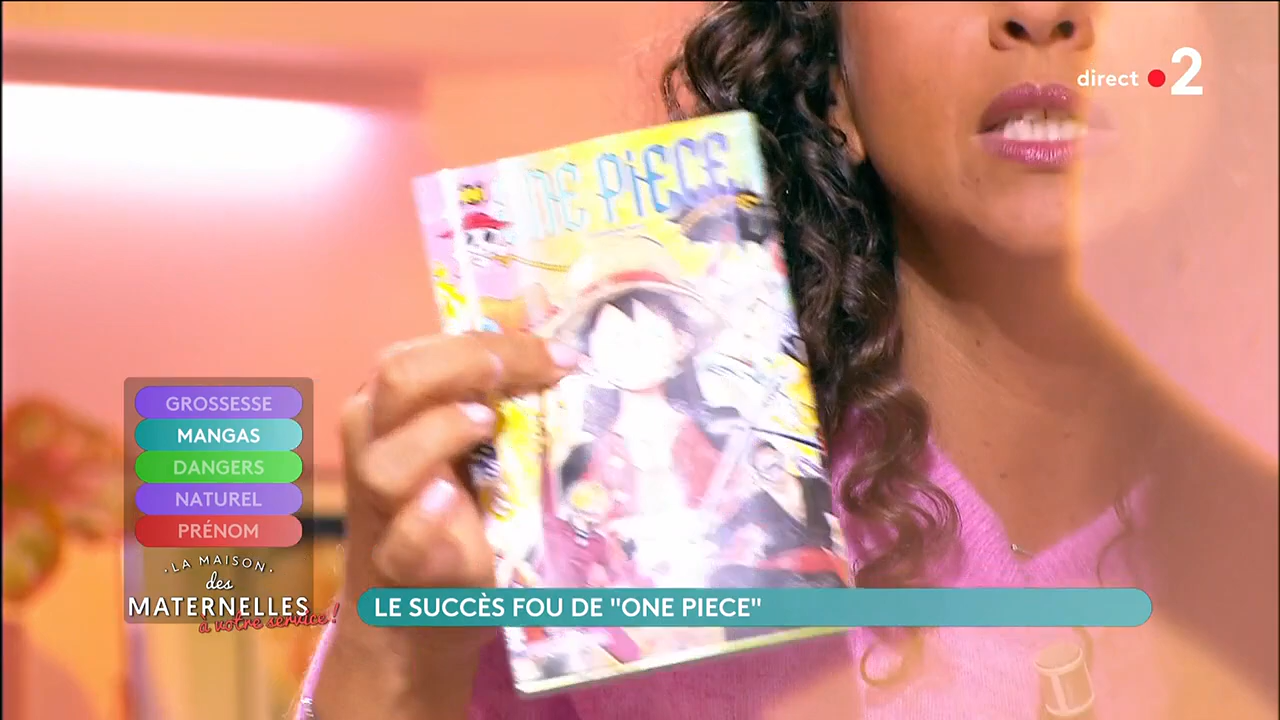 direct 2
ONE PIECE
GROSSESSE
MANGAS
DANGERS
NATUREL
PRÉNOM
·LA MAISON·
des
MATERNELLES
à votre service!
LE SUCCÈS FOU DE "ONE PIECE"